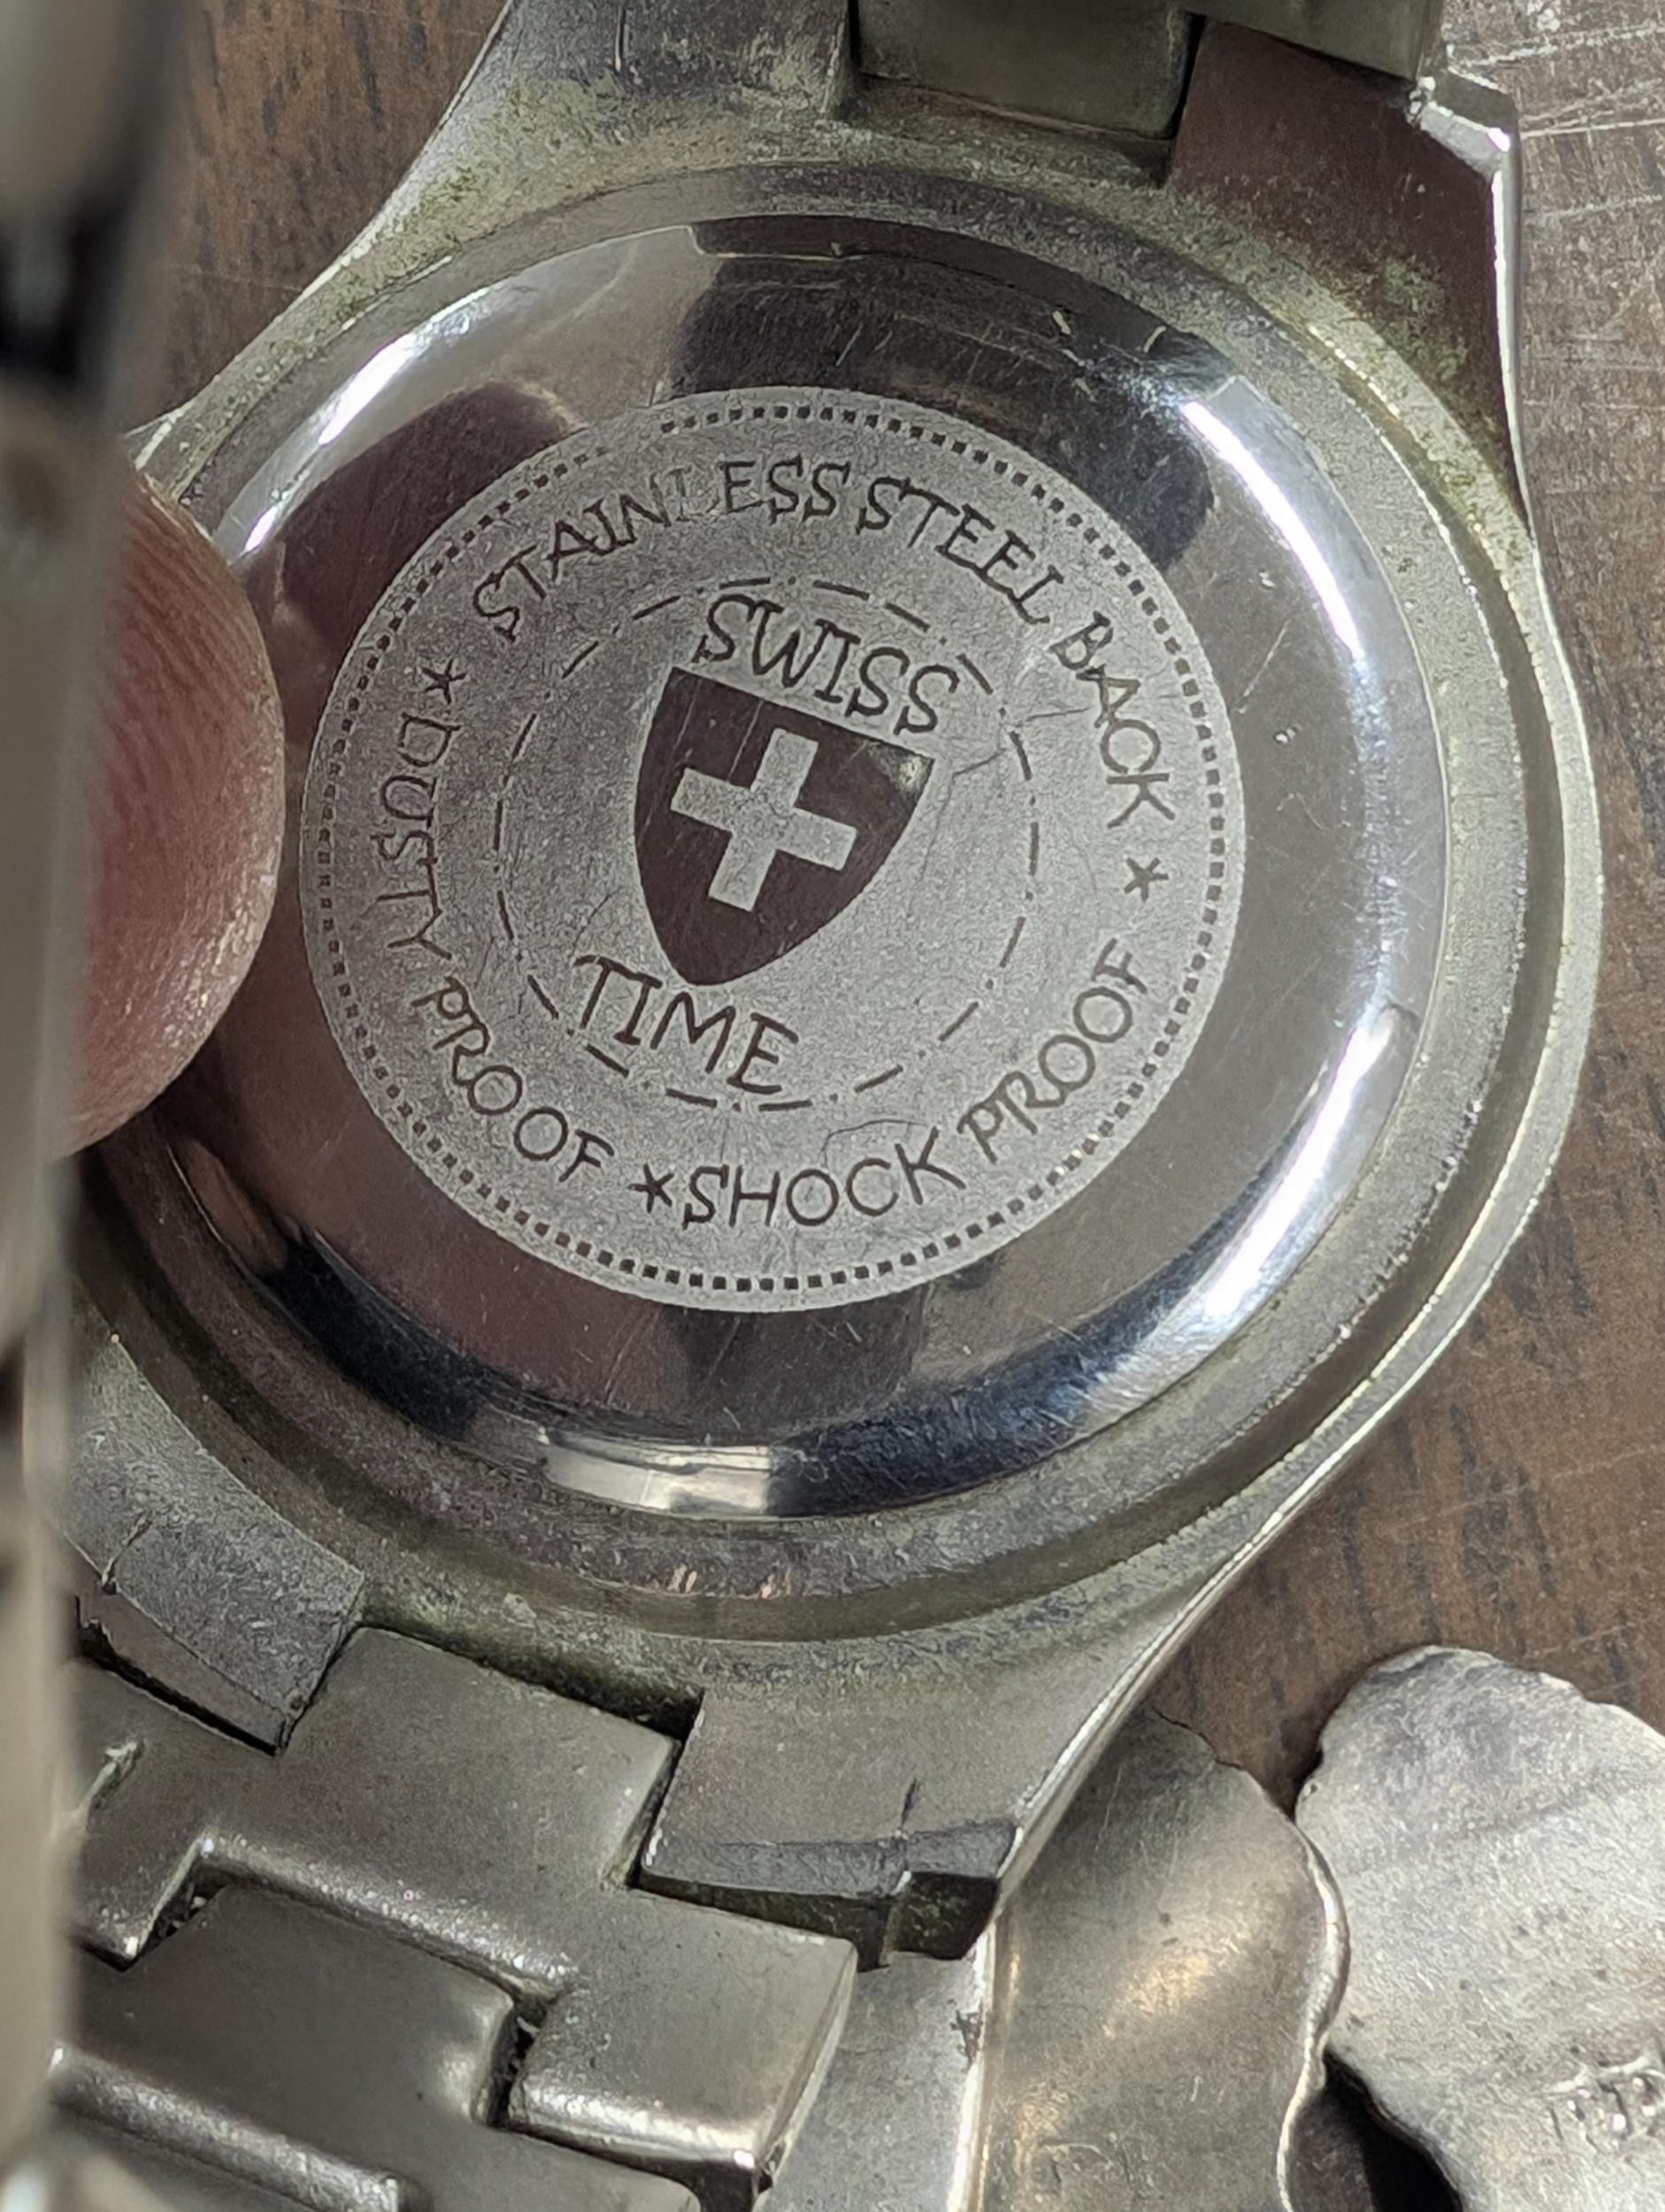 STAINLESS STEEL BACK
* SHOCK PROOF
* DUSTY PROOF *
SWISS
TIME